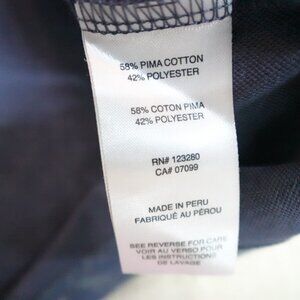 58% PIMA COTTON
42% POLYESTER
58% COTON PIMA
42% POLYESTER
RN# 123280
CA# 07099
MADE IN PERU
FABRIQUÉ AU PÉROU
SEE REVERSE FOR CARE
VOIR AU VERSO POUR
LES INSTRUCTIONS
DE LAVAGE